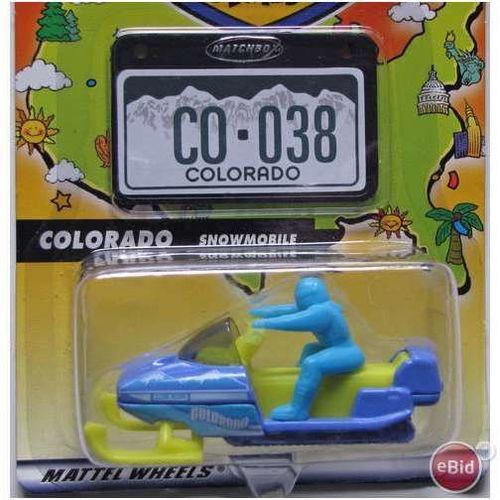 MATCHBOX
CO·038
COLORADO
COLORADO SNOWMOBILE
COLORADO
MATTEL WHEELS
eBid